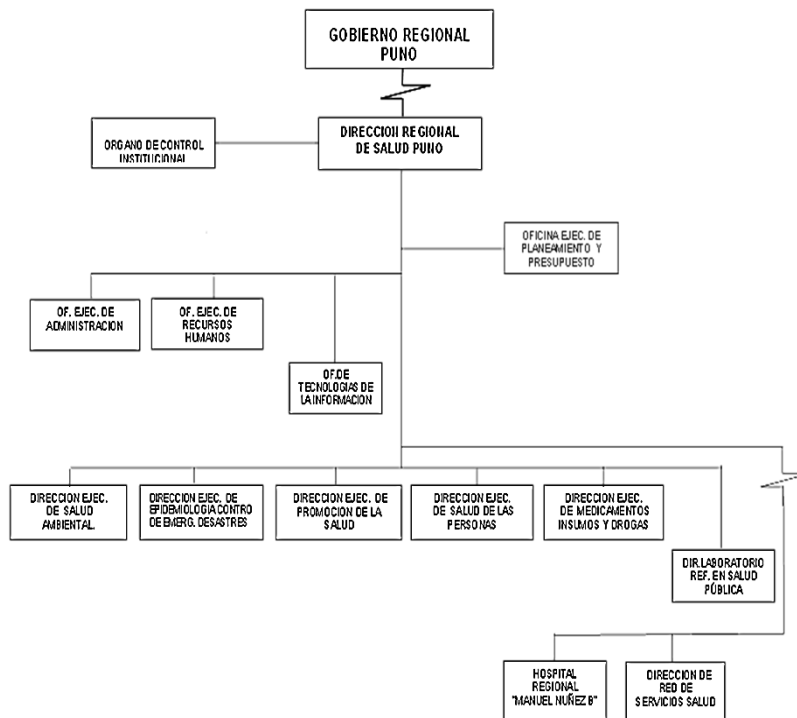 GOBIERNO REGIONAL
PUNO
DIRECCION REGIONAL
DE SALUD PUNO
ORGANO DE CONTROL
INSTITUCIONAL
OFICINA EJEC. DE
PLANEAMIENTO Y
PRESUPUESTO
OF. EJEC. DE
ADMINISTRACION
OF. EJEC. DE
RECURSOS
HUMANOS
OF.DE
TECNOLOGIAS DE
LA INFORMACION
DIRECCION EJEC.
DE SALUD
AMBIENTAL.
DIRECCION EJEC. DE
EPIDEMIOLOGIA CONTRO
DE EMERG. DESASTRES
DIRECCION EJEC. DE
PROMOCION DE LA
SALUD
DIRECCION EJEC.
DE SALUD DE LAS
PERSONAS
DIRECCION EJEC.
DE MEDICAMENTOS
INSUMOS Y DROGAS
DIR.LABORATORIO
REF. EN SALUD
PÚBLICA
HOSPITAL
REGIONAL
"MANUEL NUÑEZ B"
DIRECCION DE
RED DE
SERVICIOS SALUD